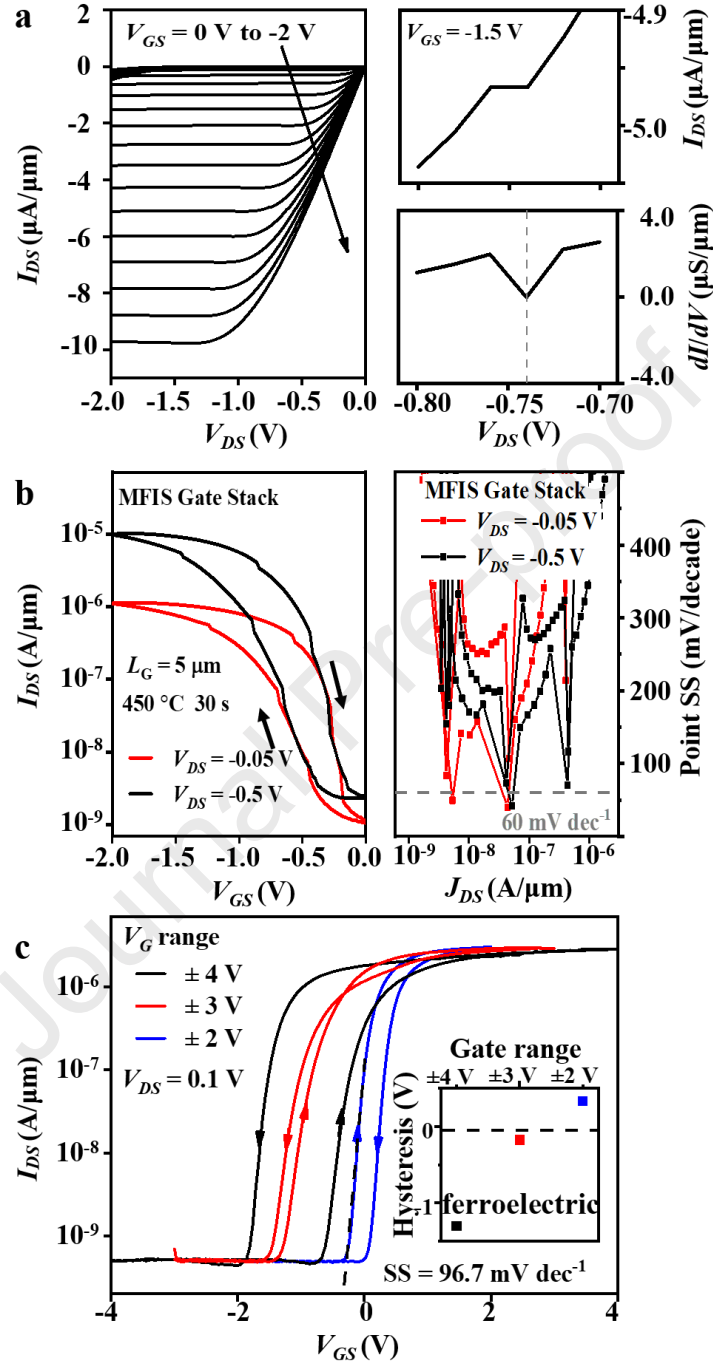 a
V_GS = 0 V to -2 V
2
0
-2
-4
-6
-8
-10
I_DS (µA/µm)
-2.0 -1.5 -1.0 -0.5 0.0
V_DS (V)
V_GS = -1.5 V
-4.9
-5.0
I_DS (µA/µm)
4.0
0.0
-4.0
dI/dV (µS/µm)
-0.80 -0.75 -0.70
V_DS (V)
b
MFIS Gate Stack
10^-5
10^-6
10^-7
10^-8
10^-9
I_DS (A/µm)
L_G = 5 µm
450 °C 30 s
V_DS = -0.05 V
V_DS = -0.5 V
-2.0 -1.5 -1.0 -0.5 0.0
V_GS (V)
MFIS Gate Stack
V_DS = -0.05 V
V_DS = -0.5 V
400
300
200
100
Point SS (mV/decade)
60 mV dec^-1
10^-9 10^-8 10^-7 10^-6
J_DS (A/µm)
c
V_G range
± 4 V
± 3 V
± 2 V
V_DS = 0.1 V
10^-6
10^-7
10^-8
10^-9
I_DS (A/µm)
Gate range
±4 V ±3 V ±2 V
0
-1
Hysteresis (V)
ferroelectric
SS = 96.7 mV dec^-1
-4 -2 0 2 4
V_GS (V)
Journal Pre-proof